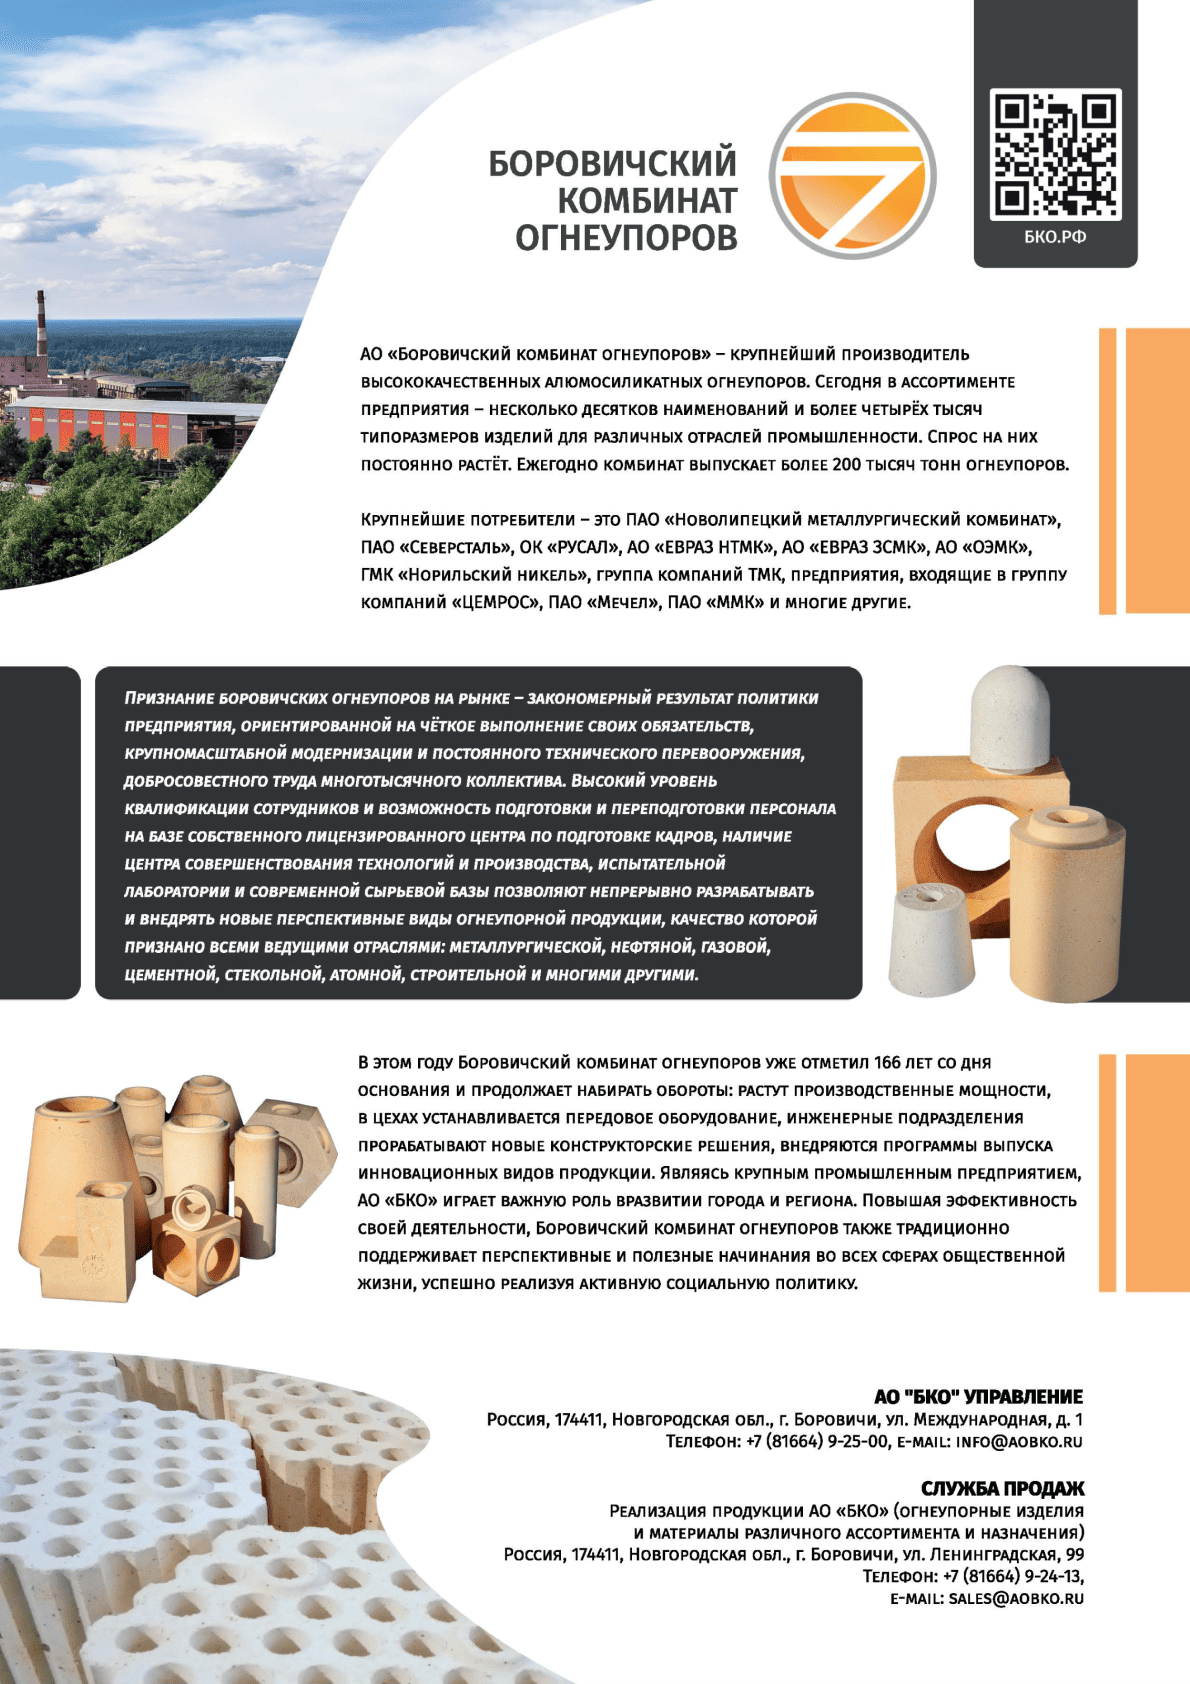 БОРОВИЧСКИЙ
КОМБИНАТ
ОГНЕУПОРОВ
БКО.РФ
АО «Боровичский комбинат огнеупоров» – крупнейший производитель
высококачественных алюмосиликатных огнеупоров. Сегодня в ассортименте
предприятия – несколько десятков наименований и более четырёх тысяч
типоразмеров изделий для различных отраслей промышленности. Спрос на них
постоянно растёт. Ежегодно комбинат выпускает более 200 тысяч тонн огнеупоров.
Крупнейшие потребители – это ПАО «Новолипецкий металлургический комбинат»,
ПАО «Северсталь», ОК «РУСАЛ», АО «ЕВРАЗ НТМК», АО «ЕВРАЗ ЗСМК», АО «ОЭМК»,
ГМК «Норильский никель», группа компаний ТМК, предприятия, входящие в группу
компаний «ЦЕМРОС», ПАО «Мечел», ПАО «ММК» и многие другие.
Признание боровичских огнеупоров на рынке – закономерный результат политики
предприятия, ориентированной на чёткое выполнение своих обязательств,
крупномасштабной модернизации и постоянного технического перевооружения,
добросовестного труда многотысячного коллектива. Высокий уровень
квалификации сотрудников и возможность подготовки и переподготовки персонала
на базе собственного лицензированного центра по подготовке кадров, наличие
центра совершенствования технологий и производства, испытательной
лаборатории и современной сырьевой базы позволяют непрерывно разрабатывать
и внедрять новые перспективные виды огнеупорной продукции, качество которой
признано всеми ведущими отраслями: металлургической, нефтяной, газовой,
цементной, стекольной, атомной, строительной и многими другими.
В этом году Боровичский комбинат огнеупоров уже отметил 166 лет со дня
основания и продолжает набирать обороты: растут производственные мощности,
в цехах устанавливается передовое оборудование, инженерные подразделения
прорабатывают новые конструкторские решения, внедряются программы выпуска
инновационных видов продукции. Являясь крупным промышленным предприятием,
АО «БКО» играет важную роль вразвитии города и региона. Повышая эффективность
своей деятельности, Боровичский комбинат огнеупоров также традиционно
поддерживает перспективные и полезные начинания во всех сферах общественной
жизни, успешно реализуя активную социальную политику.
АО "БКО" УПРАВЛЕНИЕ
Россия, 174411, Новгородская обл., г. Боровичи, ул. Международная, д. 1
Телефон: +7 (81664) 9-25-00, e-mail: info@aobko.ru
СЛУЖБА ПРОДАЖ
Реализация продукции АО «БКО» (огнеупорные изделия
и материалы различного ассортимента и назначения)
Россия, 174411, Новгородская обл., г. Боровичи, ул. Ленинградская, 99
Телефон: +7 (81664) 9-24-13,
e-mail: sales@aobko.ru